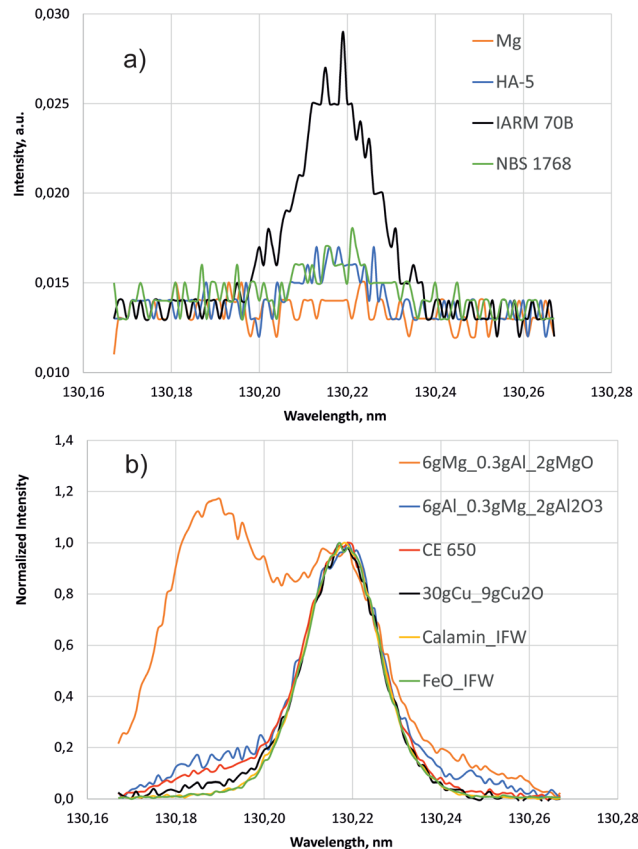 0,030
a)
Mg
HA-5
IARM 70B
NBS 1768
0,025
0,020
0,015
0,010
Intensity, a.u.
130,16 130,18 130,20 130,22 130,24 130,26 130,28
Wavelength, nm
1,4
b)
6gMg_0.3gAl_2gMgO
6gAl_0.3gMg_2gAl2O3
CE 650
30gCu_9gCu2O
Calamin_IFW
FeO_IFW
1,2
1,0
0,8
0,6
0,4
0,2
0,0
Normalized Intensity
130,16 130,18 130,20 130,22 130,24 130,26 130,28
Wavelength, nm